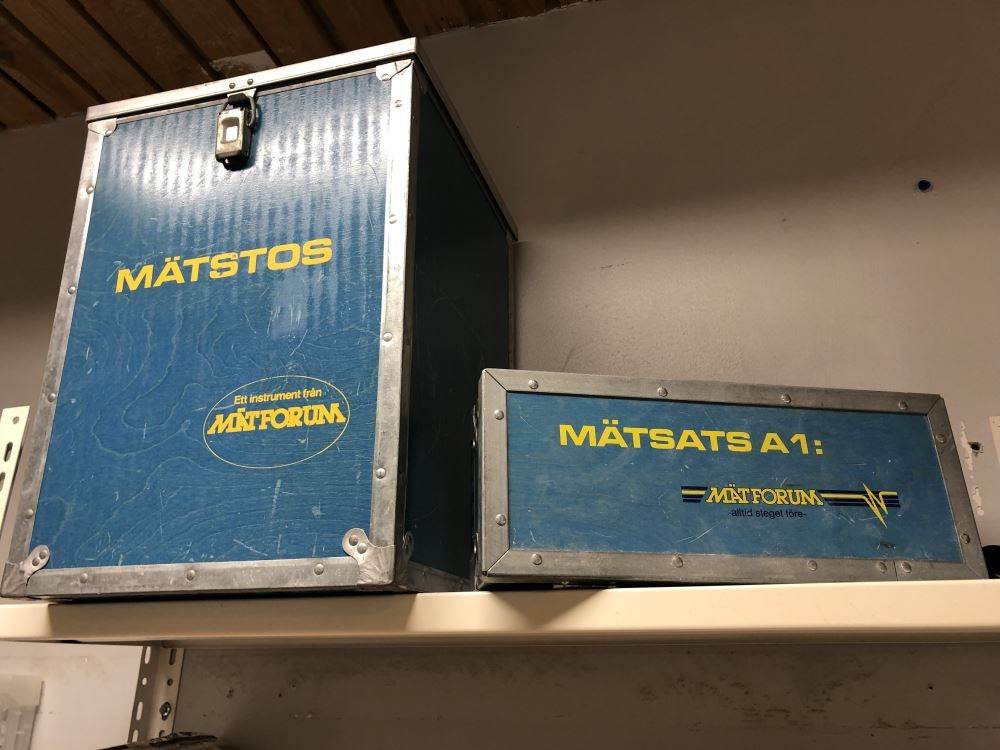 MÄTSTOS
Ett instrument från
MÄTFORUM
MÄTSATS A1:
MÄTFORUM
-alltid steget före-